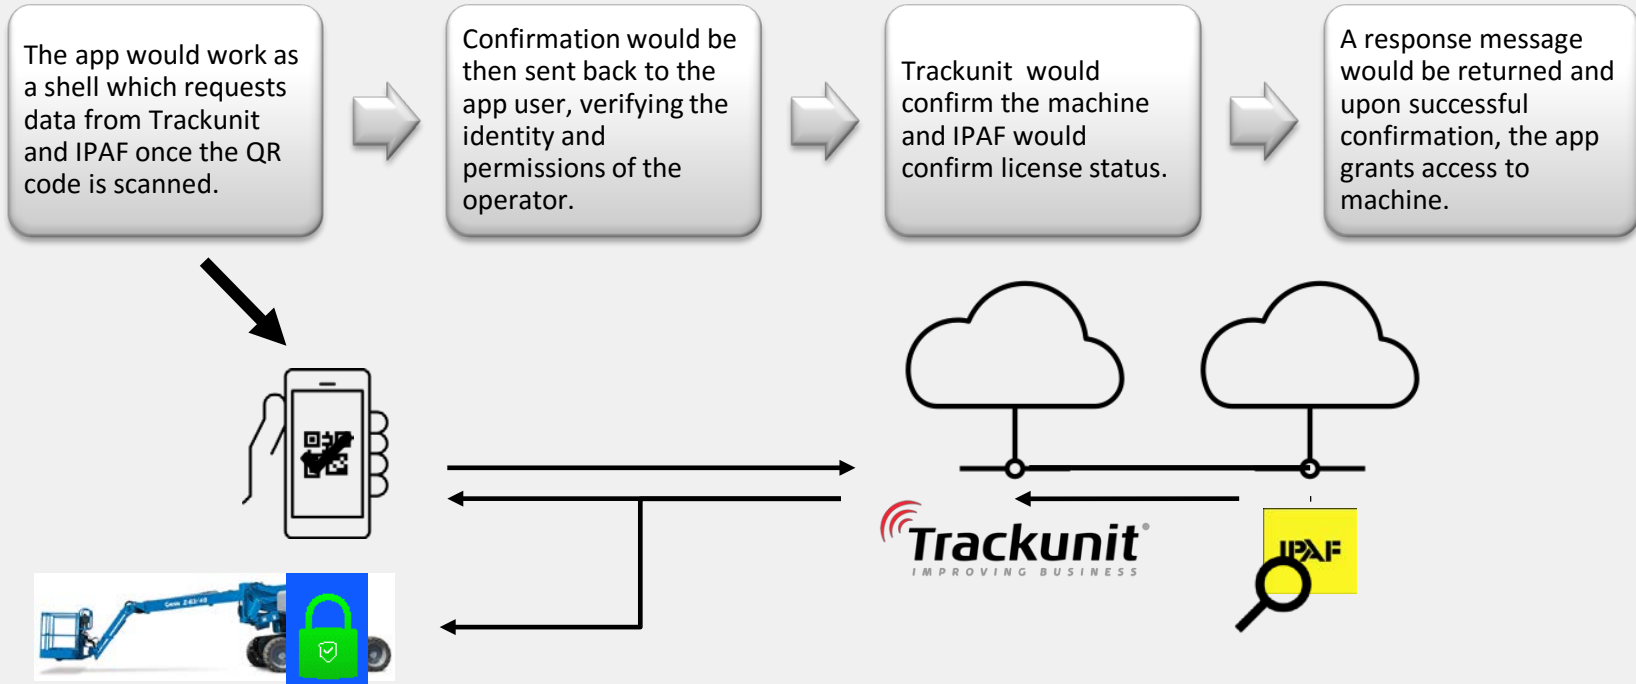 The app would work as
a shell which requests
data from Trackunit
and IPAF once the QR
code is scanned.
Confirmation would be
then sent back to the
app user, verifying the
identity and
permissions of the
operator.
Trackunit would
confirm the machine
and IPAF would
confirm license status.
A response message
would be returned and
upon successful
confirmation, the app
grants access to
machine.
Trackunit®
IMPROVING BUSINESS
IPAF